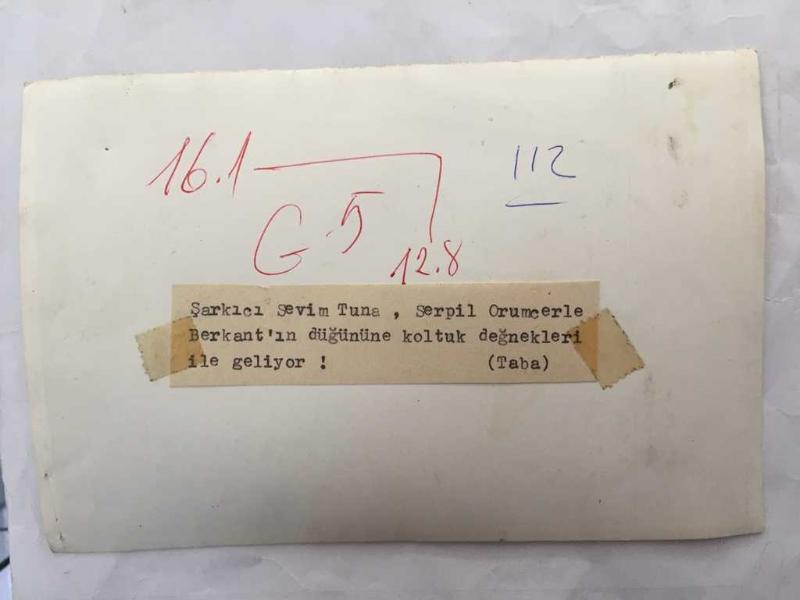 16.1
112
G.5
12.8
Şarkıcı Sevim Tuna , Serpil Orumcerle
Berkant'ın düğününe koltuk değnekleri
ile geliyor ! (Taba)